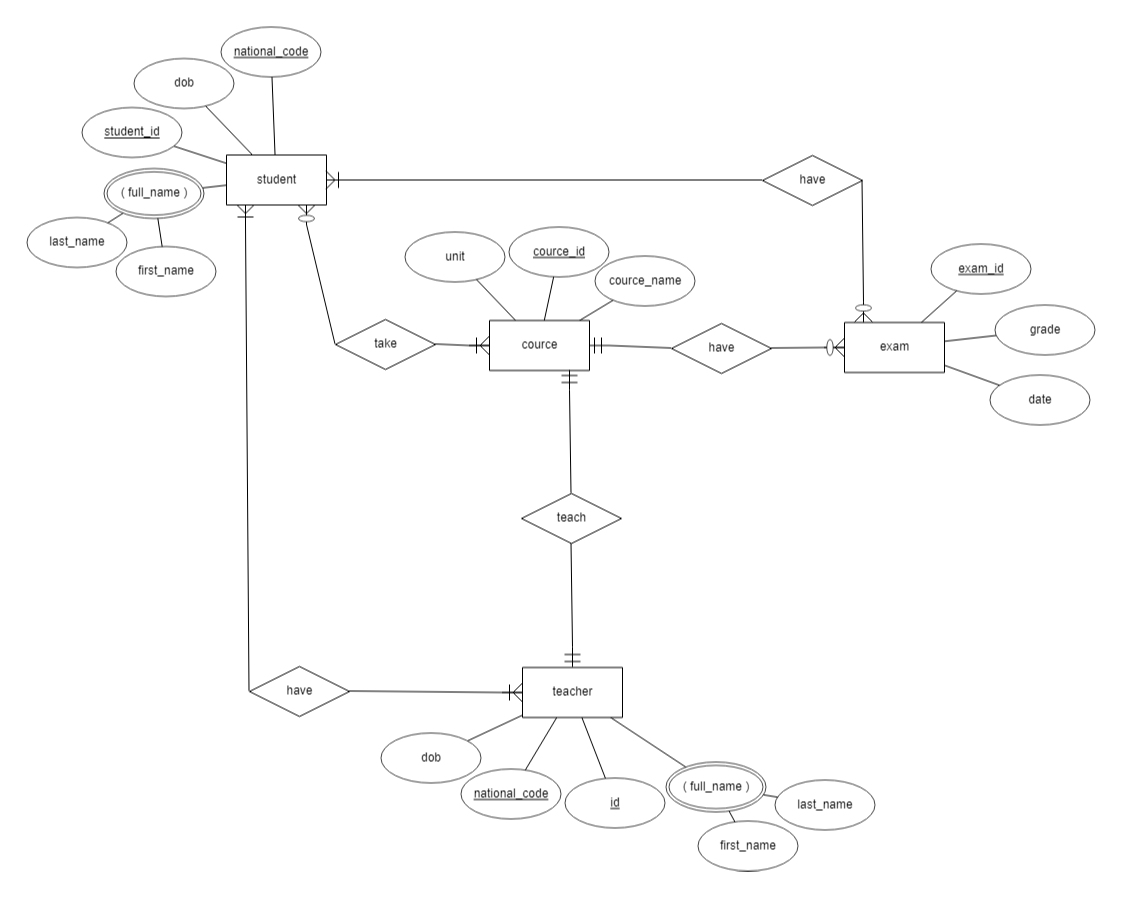 national_code
dob
student_id
student
( full_name )
last_name
first_name
have
unit
cource_id
cource_name
exam_id
take
cource
have
exam
grade
date
teach
have
teacher
dob
national_code
id
( full_name )
last_name
first_name